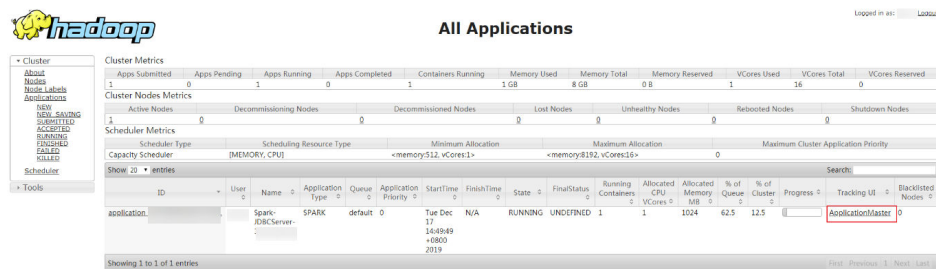 Logged in as:
Logou
hadoop
All Applications
Cluster
About
Nodes
Node Labels
Applications
NEW
NEW_SAVING
SUBMITTED
ACCEPTED
RUNNING
FINISHED
FAILED
KILLED
Scheduler
Tools
Cluster Metrics
Apps Submitted Apps Pending Apps Running Apps Completed Containers Running Memory Used Memory Total Memory Reserved VCores Used VCores Total VCores Reserved
1 0 1 0 1 1 GB 8 GB 0 B 1 16 0
Cluster Nodes Metrics
Active Nodes Decommissioning Nodes Decommissioned Nodes Lost Nodes Unhealthy Nodes Rebooted Nodes Shutdown Nodes
1 0 0 0 0 0 0
Scheduler Metrics
Scheduler Type Scheduling Resource Type Minimum Allocation Maximum Allocation Maximum Cluster Application Priority
Capacity Scheduler [MEMORY, CPU] <memory:512, vCores:1> <memory:8192, vCores:16> 0
Show 20 entries Search:
ID User Name Application Type Queue Application Priority StartTime FinishTime State FinalStatus Running Containers Allocated CPU VCores Allocated Memory MB % of Queue % of Cluster Progress Tracking UI Blacklisted Nodes
application_ Spark- SPARK default 0 Tue Dec N/A RUNNING UNDEFINED 1 1 1024 62.5 12.5 ApplicationMaster 0
JDBCServer- 17
14:49:49
+0800
2019
Showing 1 to 1 of 1 entries First Previous 1 Next Last